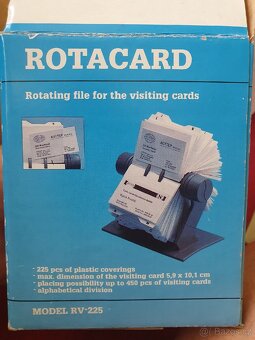 ROTACARD
Rotating file for the visiting cards
· 225 pcs of plastic coverings
· max. dimension of the visiting card 5,9 x 10,1 cm
· placing possibility up to 450 pcs of visiting cards
· alphabetical division
MODEL RV-225